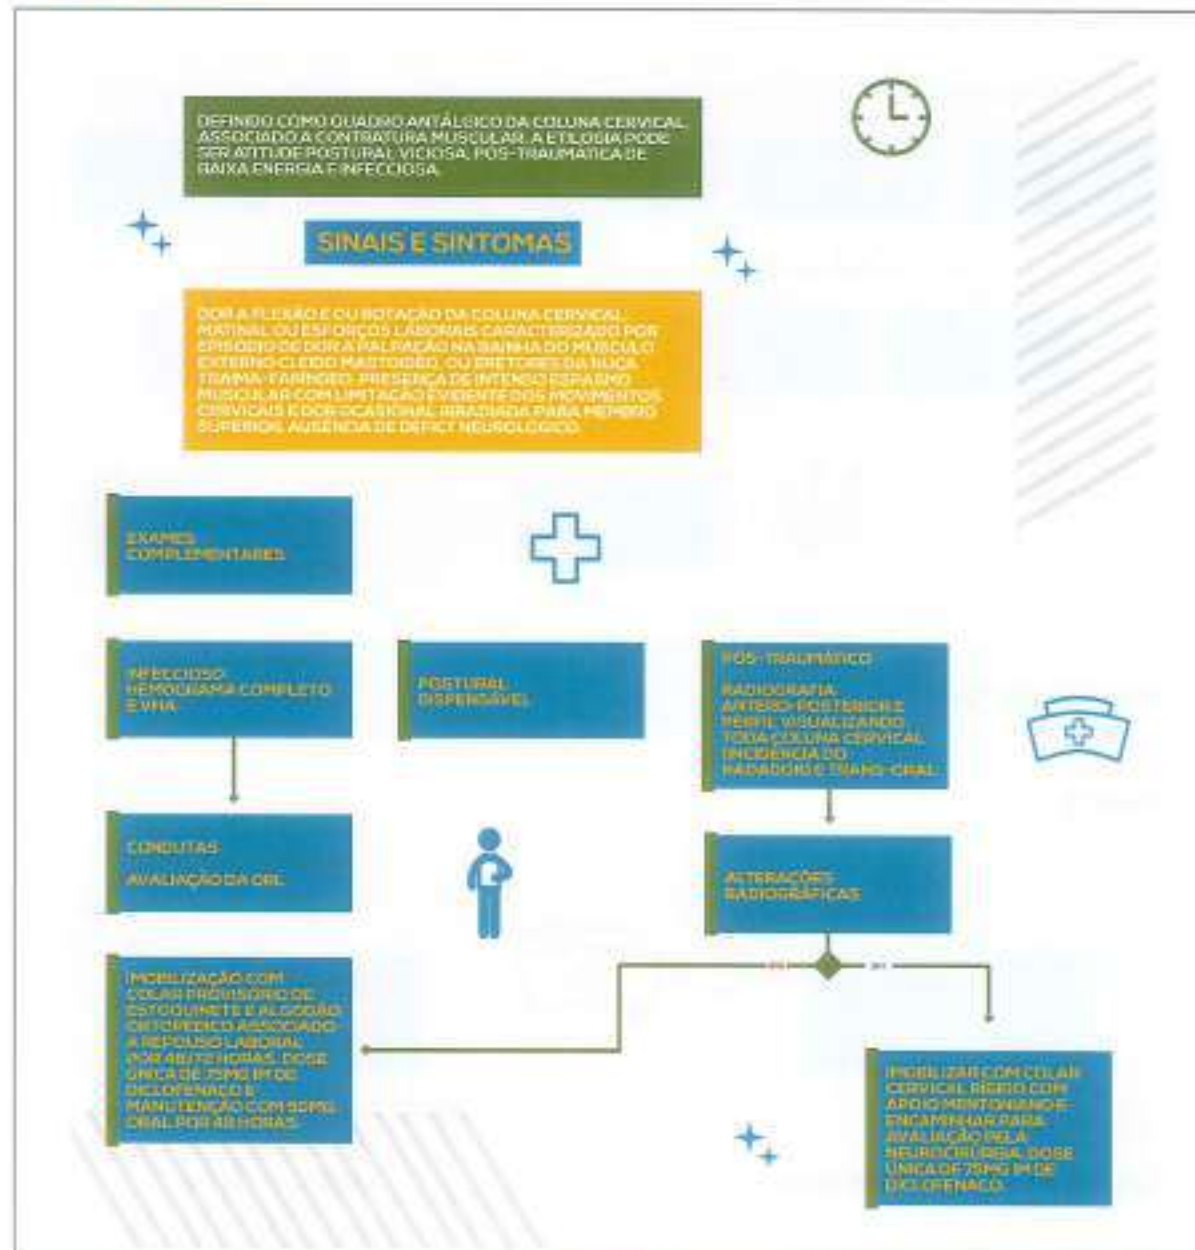 DEFINIDO COMO QUADRO ANTÁLGICO DA COLUNA CERVICAL,
ASSOCIADO A CONTRATURA MUSCULAR. A ETILOGIA PODE
SER ATITUDE POSTURAL VICIOSA, PÓS-TRAUMÁTICA DE
BAIXA ENERGIA E INFECCIOSA.
SINAIS E SINTOMAS
DOR A FLEXÃO E OU ROTAÇÃO DA COLUNA CERVICAL
MATINAL OU ESFORÇOS LABORAIS CARACTERIZADO POR
EPISÓDIO DE DOR A PALPAÇÃO NA BAINHA DO MUSCULO
EXTERNO-CLEIDO MASTOIDEO, OU ERETORES DA NUCA
PRESENÇA DE INTENSO ESPASMO
MUSCULAR COM LIMITAÇÃO EVIDENTE DOS MOVIMENTOS
CERVICAIS E DOR OCASIONAL IRRADIADA PARA MEMBRO
SUPERIOR. AUSÊNCIA DE DEFICT NEUROLÓGICO.
EXAMES
COMPLEMENTARES
INFECCIOSO
HEMOGRAMA COMPLETO
E VHA
POSTURAL
DISPENSÁVEL
PÓS-TRAUMÁTICO
RADIOGRAFIA
ANTERO-POSTERIOR E
PERFIL VISUALIZANDO
TODA COLUNA CERVICAL
(INCIDÊNCIA DO
NADADOR) E TRANS-ORAL
CONDUTAS
AVALIAÇÃO DA ORL
ALTERAÇÕES
RADIOGRÁFICAS
IMOBILIZAÇÃO COM
COLAR PROVISÓRIO DE
ESTOQUINETE E ALGODÃO
ORTOPEDICO ASSOCIADO
A REPOUSO LABORAL
POR 48/72 HORAS. DOSE
ÚNICA DE 75MG IM DE
DICLOFENACO E
MANUTENÇÃO COM 50MG
ORAL POR 48 HORAS.
IMOBILIZAR COM COLAR
CERVICAL RÍGIDO COM
APOIO MENTONIANO E
ENCAMINHAR PARA
AVALIAÇÃO PELA
NEUROCIRURGIA. DOSE
ÚNICA DE 75MG IM DE
DICLOFENACO.